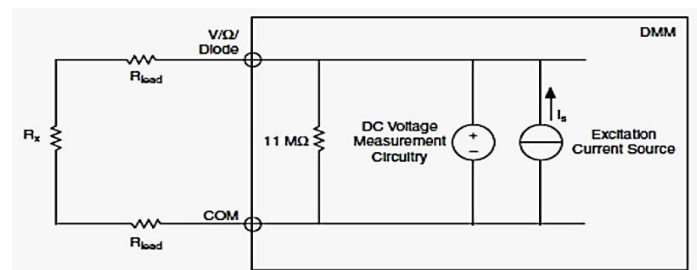 V/Ω/
Diode
DMM
Rlead
Is
Rx
11 MΩ
DC Voltage
Measurement
Circuitry
+
−
Excitation
Current Source
COM
Rlead